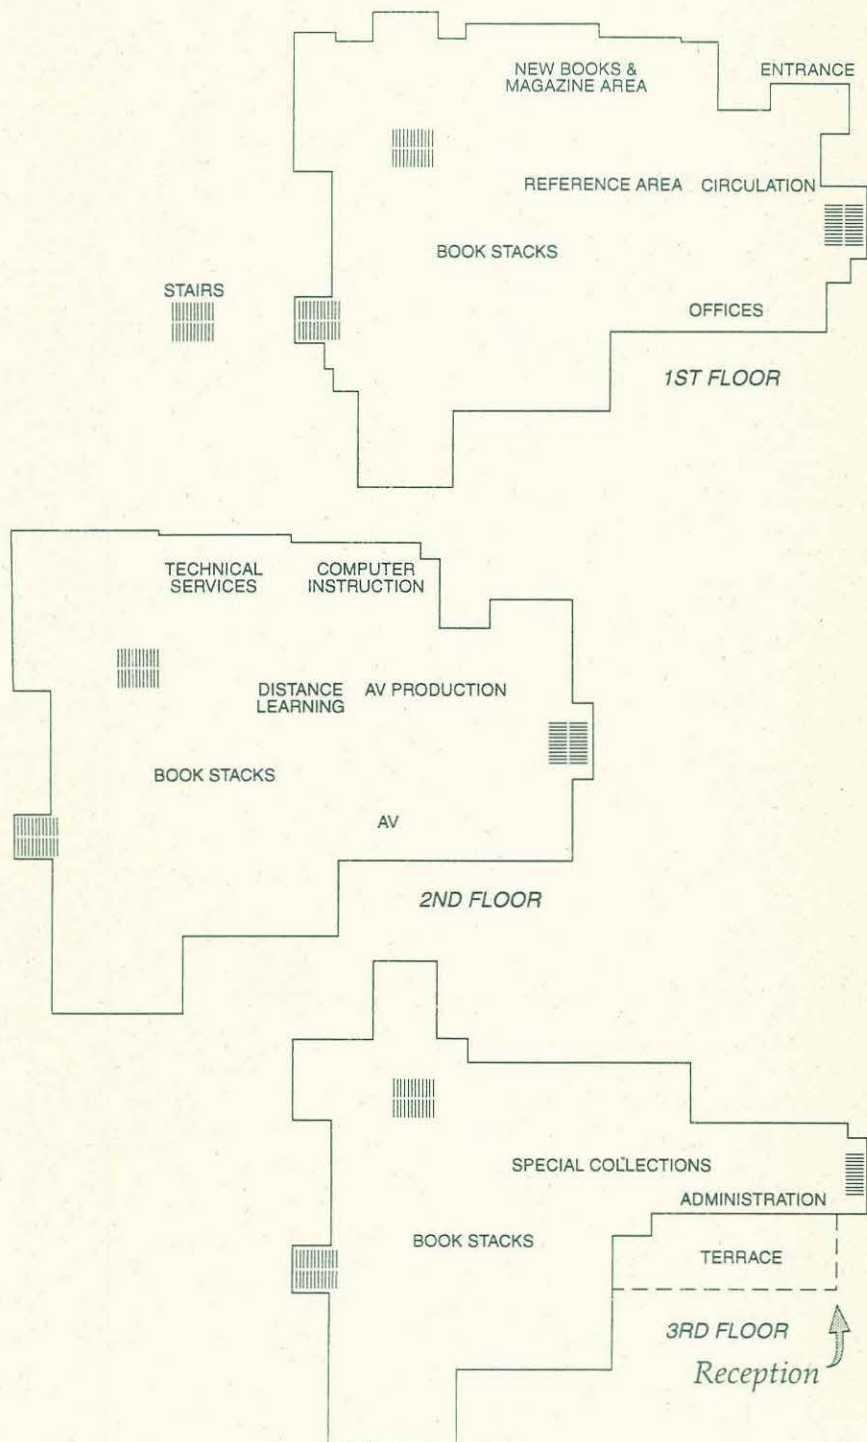 NEW BOOKS &
MAGAZINE AREA
ENTRANCE
REFERENCE AREA
CIRCULATION
BOOK STACKS
STAIRS
OFFICES
1ST FLOOR
TECHNICAL
SERVICES
COMPUTER
INSTRUCTION
DISTANCE
LEARNING
AV PRODUCTION
BOOK STACKS
AV
2ND FLOOR
SPECIAL COLLECTIONS
ADMINISTRATION
BOOK STACKS
TERRACE
3RD FLOOR
Reception